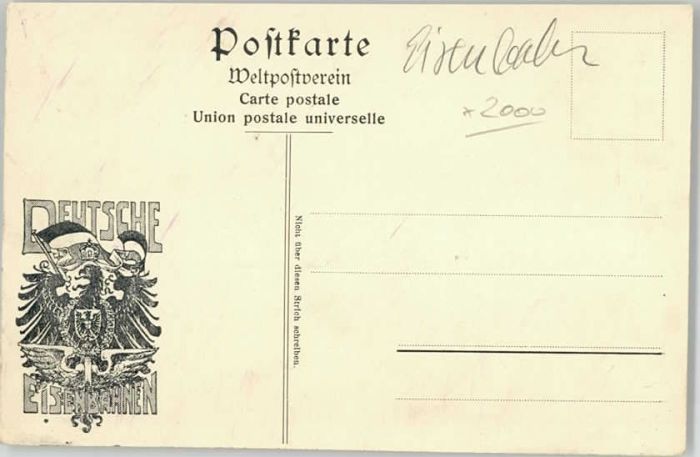 Postkarte
Weltpostverein
Carte postale
Union postale universelle
Eisenbahn
x 2000
DEUTSCHE
EISENBAHNEN
Nicht über diesen Strich schreiben.